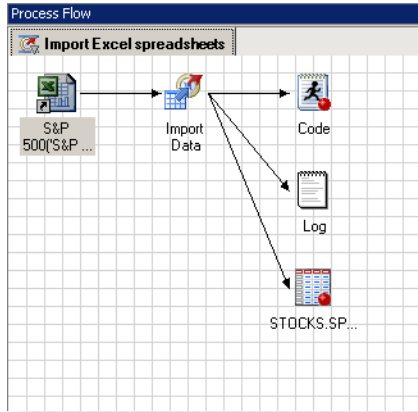 Process Flow
Import Excel spreadsheets
S&P
500('S&P ...
Import
Data
Code
Log
STOCKS.SP...